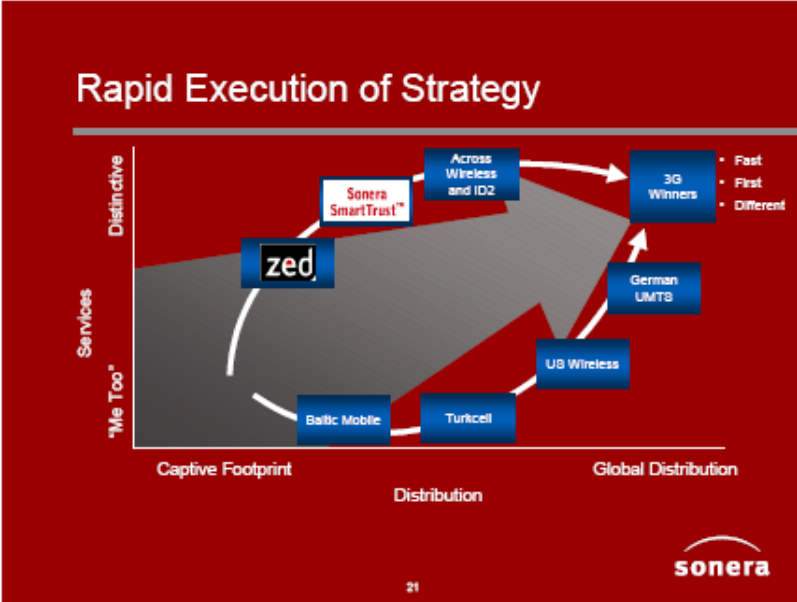 Rapid Execution of Strategy
Distinctive
Services
"Me Too"
zed
Sonera
SmartTrust™
Across
Wireless
and ID2
3G
Winners
• Fast
• First
• Different
German
UMTS
US Wireless
Turkcell
Baltic Mobile
Captive Footprint
Global Distribution
Distribution
sonera
21